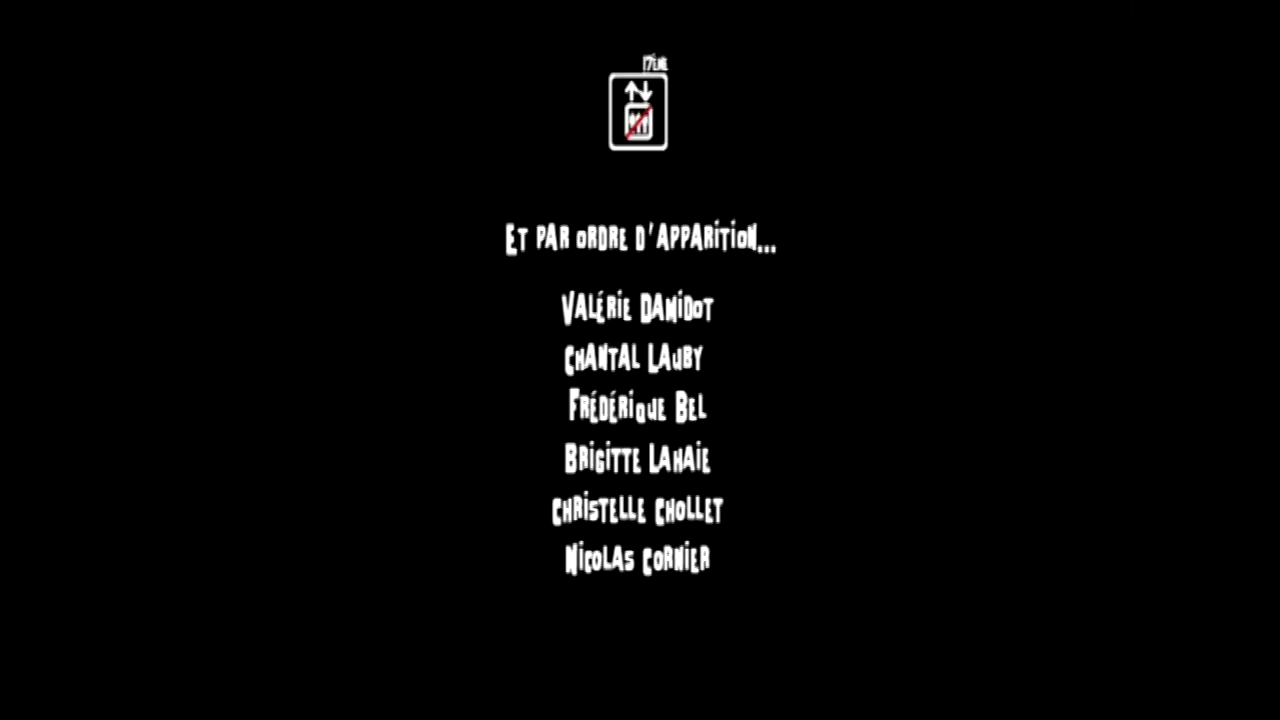 17ème
Et par ordre d'apparition...
Valérie Damidot
Chantal Lauby
Frédérique Bel
Brigitte Lahaie
Christelle Chollet
Nicolas Cornier